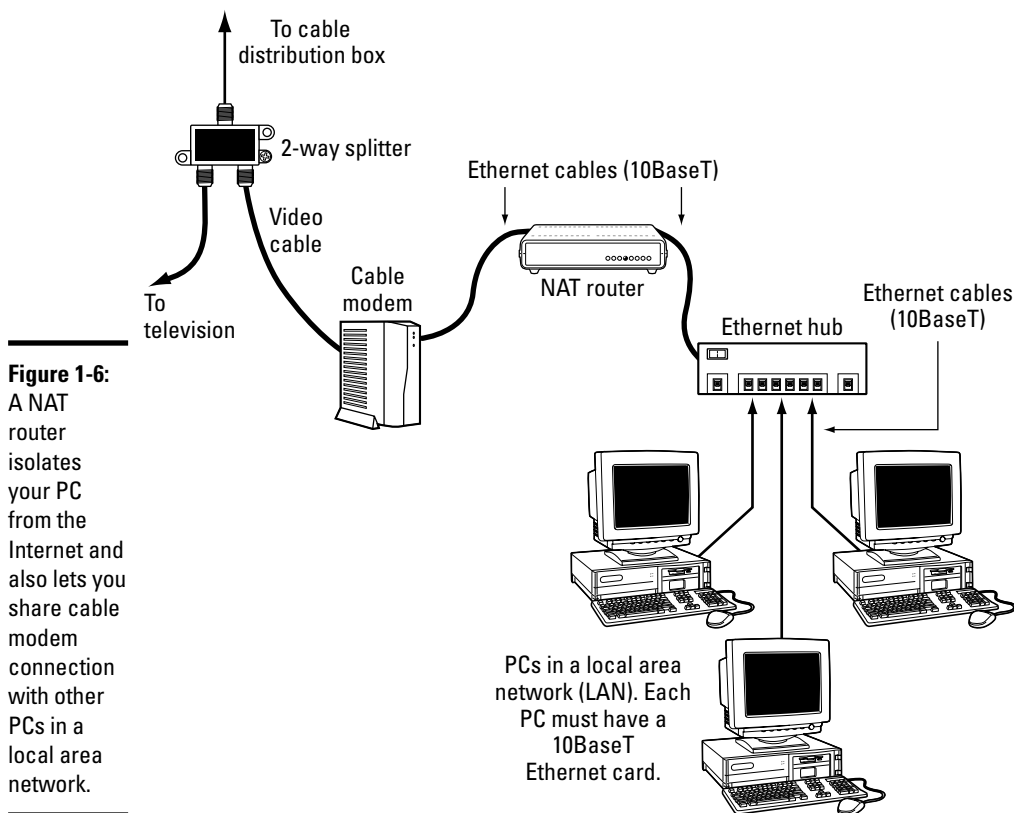 To cable
distribution box
2-way splitter
Ethernet cables (10BaseT)
Video
cable
Cable
modem
NAT router
To
television
Ethernet hub
Ethernet cables
(10BaseT)
Figure 1-6:
A NAT
router
isolates
your PC
from the
Internet and
also lets you
share cable
modem
connection
with other
PCs in a
local area
network.
PCs in a local area
network (LAN). Each
PC must have a
10BaseT
Ethernet card.